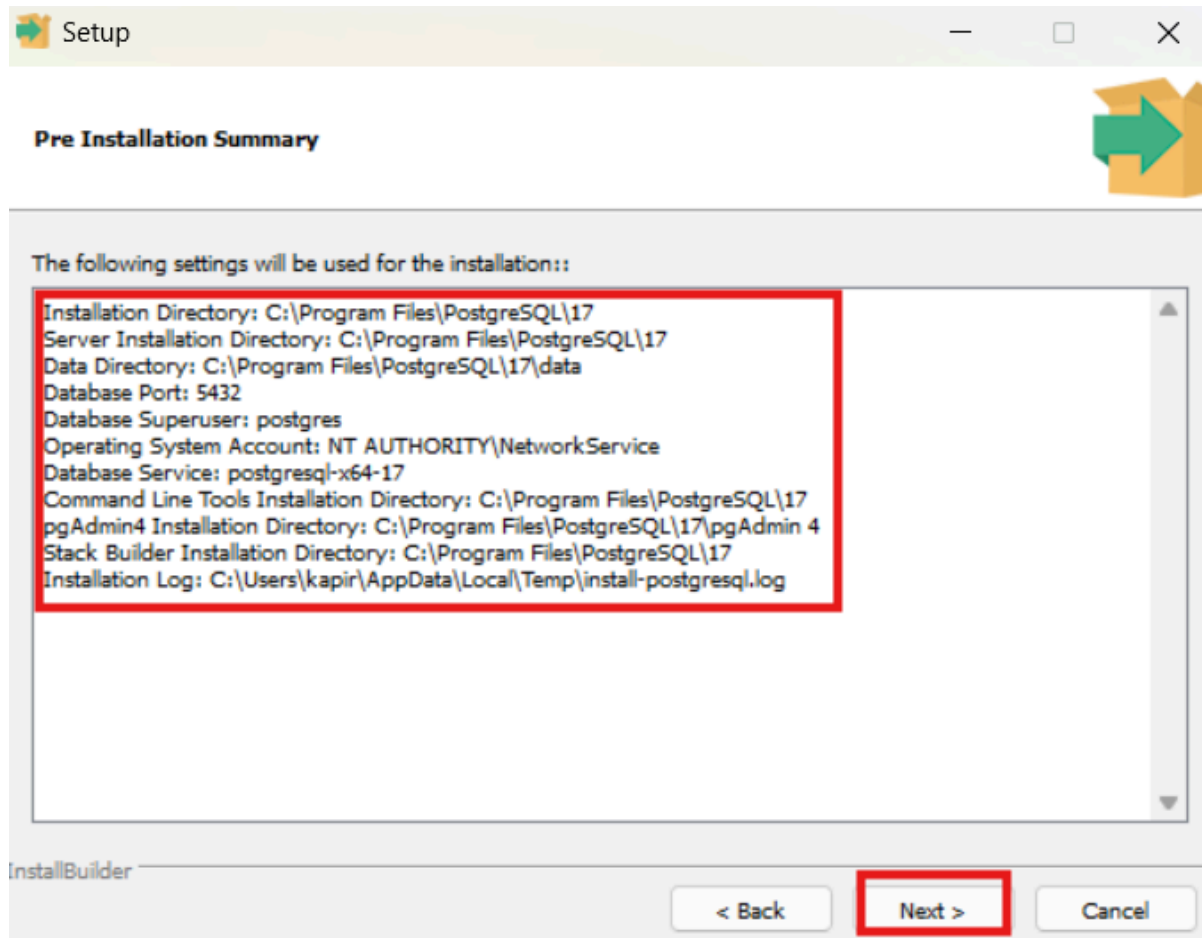 Setup
Pre Installation Summary
The following settings will be used for the installation::
Installation Directory: C:\Program Files\PostgreSQL\17
Server Installation Directory: C:\Program Files\PostgreSQL\17
Data Directory: C:\Program Files\PostgreSQL\17\data
Database Port: 5432
Database Superuser: postgres
Operating System Account: NT AUTHORITY\NetworkService
Database Service: postgresql-x64-17
Command Line Tools Installation Directory: C:\Program Files\PostgreSQL\17
pgAdmin4 Installation Directory: C:\Program Files\PostgreSQL\17\pgAdmin 4
Stack Builder Installation Directory: C:\Program Files\PostgreSQL\17
Installation Log: C:\Users\kapir\AppData\Local\Temp\install-postgresql.log
InstallBuilder
< Back Next > Cancel